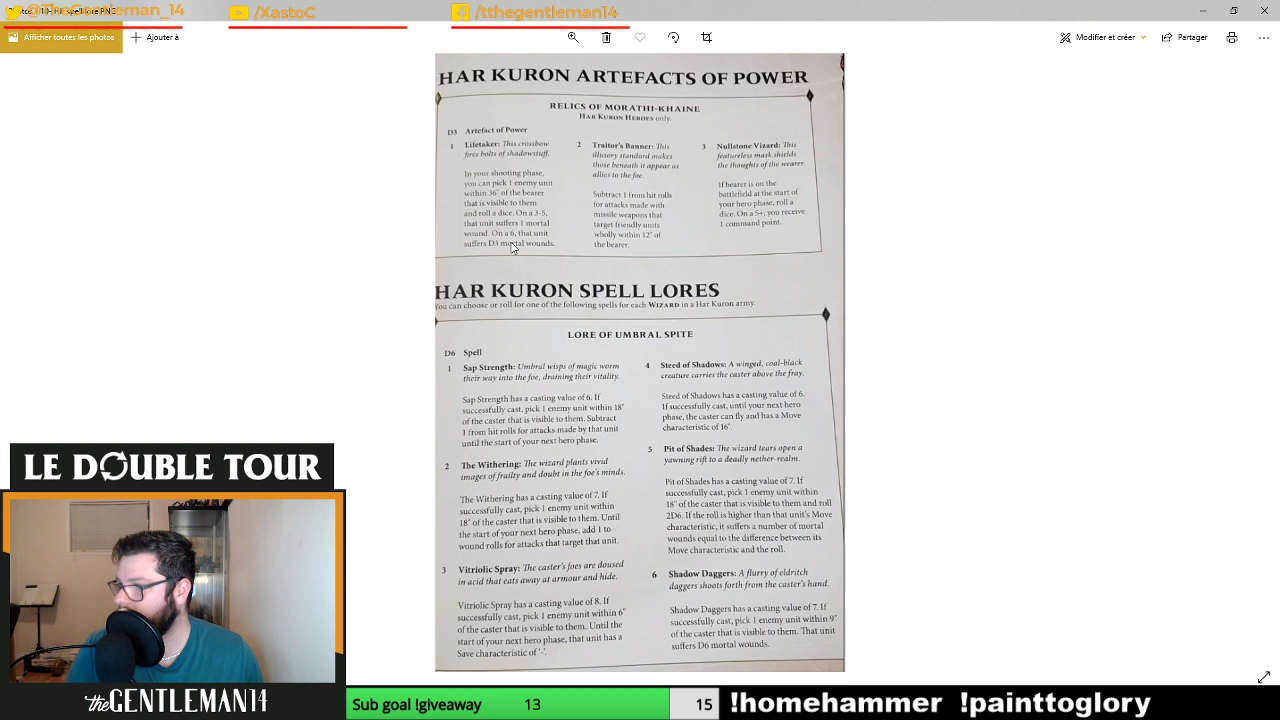 @TheGentleman_14
/XastoC
/tthegentleman14
Afficher toutes les photos
Ajouter à
Modifier et créer
Partager
HAR KURON ARTEFACTS OF POWER
RELICS OF MORATHI-KHAINE
HAR KURON HEROES only.
D3 Artefact of Power
1 Lifetaker: This crossbow
fires bolts of shadowstuff.
In your shooting phase,
you can pick 1 enemy unit
within 36" of the bearer
that is visible to them
and roll a dice. On a 3-5,
that unit suffers 1 mortal
wound. On a 6, that unit
suffers D3 mortal wounds.
2 Traitor's Banner: This
illusory standard makes
those beneath it appear as
allies to the foe.
Subtract 1 from hit rolls
for attacks made with
missile weapons that
target friendly units
wholly within 12" of
the bearer.
3 Nullstone Vizard: This
featureless mask shields
the thoughts of the wearer.
If bearer is on the
battlefield at the start of
your hero phase, roll a
dice. On a 5+, you receive
1 command point.
HAR KURON SPELL LORES
You can choose or roll for one of the following spells for each WIZARD in a Har Kuron army.
LORE OF UMBRAL SPITE
D6 Spell
1 Sap Strength: Umbral wisps of magic worm
their way into the foe, draining their vitality.
Sap Strength has a casting value of 6. If
successfully cast, pick 1 enemy unit within 18"
of the caster that is visible to them. Subtract
1 from hit rolls for attacks made by that unit
until the start of your next hero phase.
2 The Withering: The wizard plants vivid
images of frailty and doubt in the foe's minds.
The Withering has a casting value of 7. If
successfully cast, pick 1 enemy unit within
18" of the caster that is visible to them. Until
the start of your next hero phase, add 1 to
wound rolls for attacks that target that unit.
3 Vitriolic Spray: The caster's foes are doused
in acid that eats away at armour and hide.
Vitriolic Spray has a casting value of 8. If
successfully cast, pick 1 enemy unit within 6"
of the caster that is visible to them. Until the
start of your next hero phase, that unit has a
Save characteristic of '-'.
4 Steed of Shadows: A winged, coal-black
creature carries the caster above the fray.
Steed of Shadows has a casting value of 6.
If successfully cast, until your next hero
phase, the caster can fly and has a Move
characteristic of 16".
5 Pit of Shades: The wizard tears open a
yawning rift to a deadly nether-realm.
Pit of Shades has a casting value of 7. If
successfully cast, pick 1 enemy unit within
18" of the caster that is visible to them and roll
2D6. If the roll is higher than that unit's Move
characteristic, it suffers a number of mortal
wounds equal to the difference between its
Move characteristic and the roll.
6 Shadow Daggers: A flurry of eldritch
daggers shoots forth from the caster's hand.
Shadow Daggers has a casting value of 7. If
successfully cast, pick 1 enemy unit within 9"
of the caster that is visible to them. That unit
suffers D6 mortal wounds.
LE DOUBLE TOUR
theGENTLEMAN14
Sub goal !giveaway 13 15
!homehammer !painttoglory